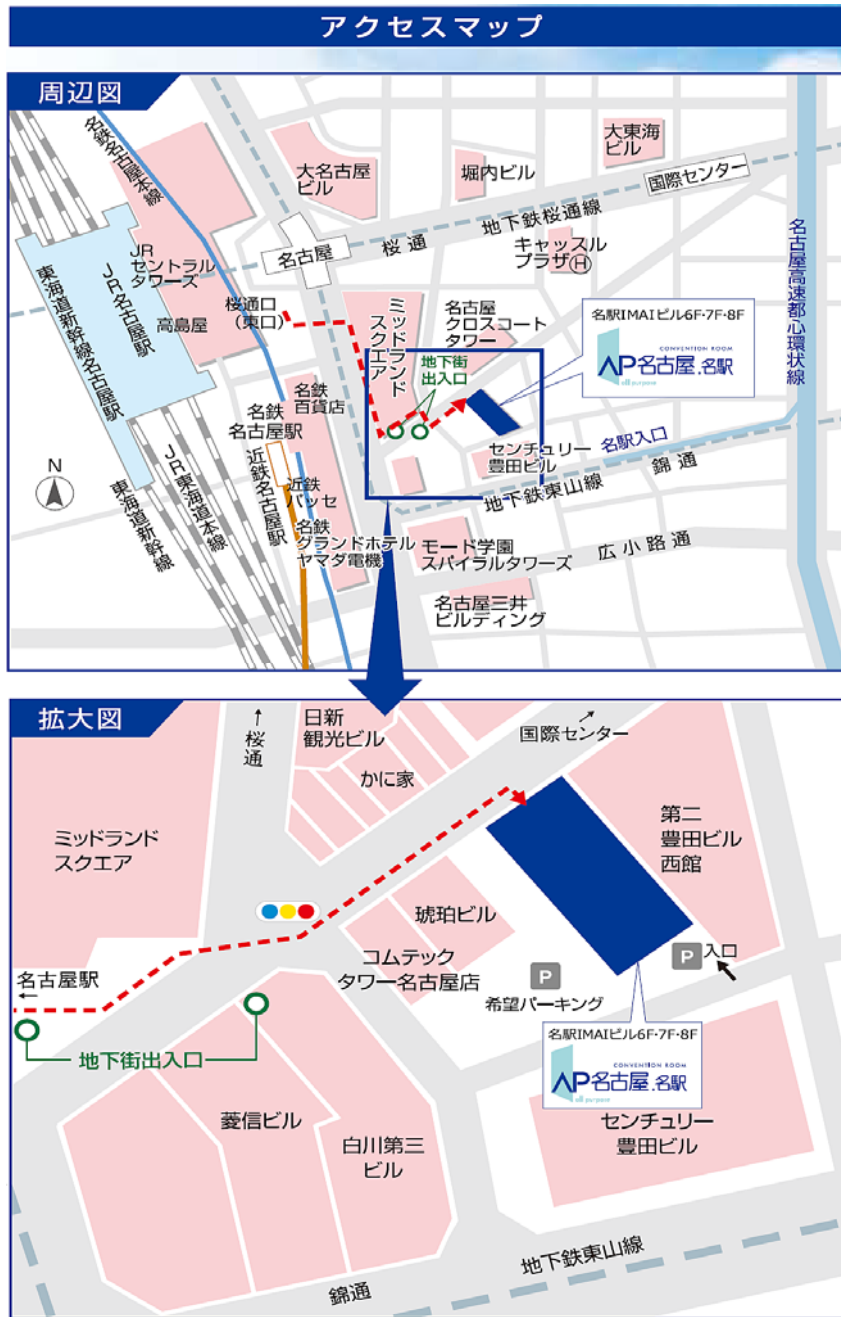 アクセスマップ
周辺図
名鉄名古屋本線
大名古屋
ビル
堀内ビル
大東海
ビル
国際センター
地下鉄桜通線
桜通
名古屋
キャッスル
プラザH
名古屋高速都心環状線
JR
セントラル
タワーズ
JR名古屋駅
東海道新幹線名古屋駅
高島屋
桜通口
(東口)
ミッドランド
スクエア
名古屋
クロスコート
タワー
名駅IMAIビル6F・7F・8F
CONVENTION ROOM
AP名古屋.名駅
all purpose
地下街
出入口
名鉄
百貨店
名鉄
名古屋駅
近鉄名古屋駅
近鉄
パッセ
センチュリー
豊田ビル
名駅入口
錦通
地下鉄東山線
N
JR東海道本線
東海道新幹線
名鉄
グランドホテル
ヤマダ電機
モード学園
スパイラルタワーズ
広小路通
名古屋三井
ビルディング
拡大図
↑
桜通
日新
観光ビル
かに家
↗
国際センター
ミッドランド
スクエア
第二
豊田ビル
西館
琥珀ビル
コムテック
タワー名古屋店
P
希望パーキング
P 入口
名古屋駅
←
地下街出入口
名駅IMAIビル6F・7F・8F
CONVENTION ROOM
AP名古屋.名駅
all purpose
菱信ビル
白川第三
ビル
センチュリー
豊田ビル
地下鉄東山線
錦通